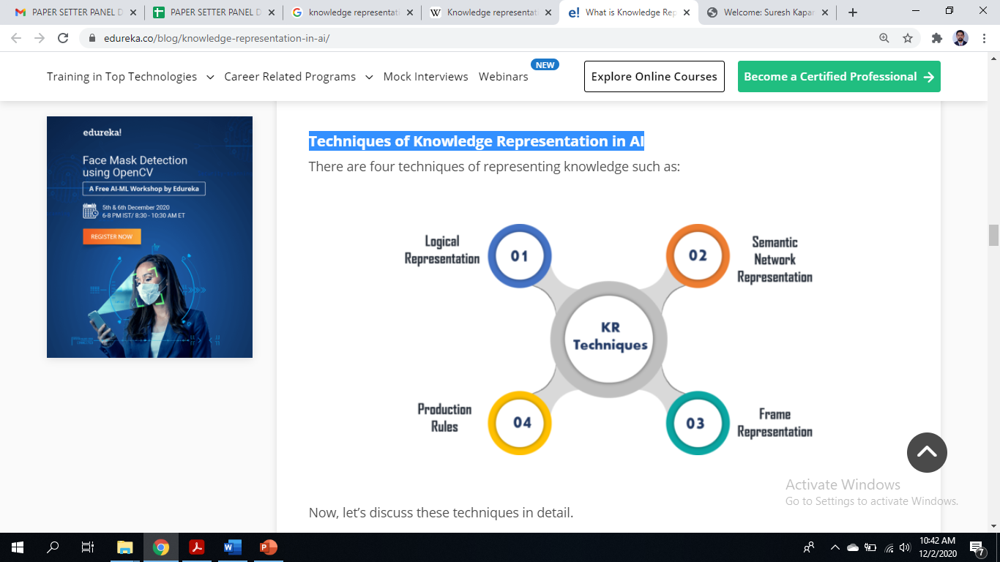 PAPER SETTER PANEL D
PAPER SETTER PANEL D
knowledge representati
Knowledge representati
What is Knowledge Rep
Welcome: Suresh Kapar
edureka.co/blog/knowledge-representation-in-ai/
Training in Top Technologies
Career Related Programs
Mock Interviews
Webinars
NEW
Explore Online Courses
Become a Certified Professional
edureka!
Face Mask Detection
using OpenCV
A Free AI-ML Workshop by Edureka
5th & 6th December 2020
6-8 PM IST/ 8:30 - 10:30 AM ET
REGISTER NOW
Techniques of Knowledge Representation in AI
There are four techniques of representing knowledge such as:
Logical
Representation
01
02
Semantic
Network
Representation
KR
Techniques
Production
Rules
04
03
Frame
Representation
Now, let's discuss these techniques in detail.
Activate Windows
Go to Settings to activate Windows.
10:42 AM
12/2/2020
7